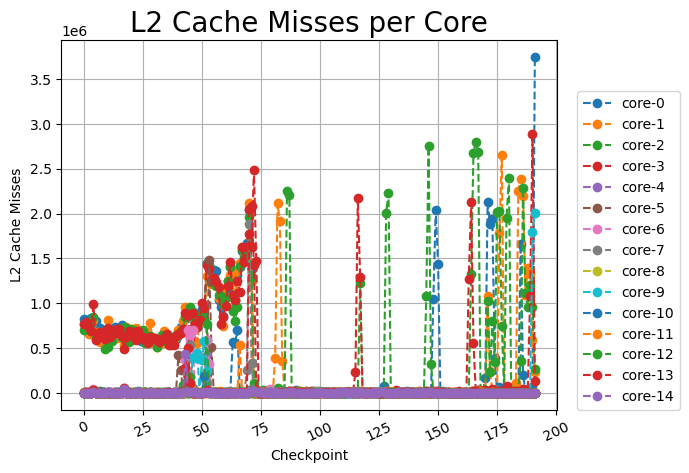 L2 Cache Misses per Core
1e6
3.5
3.0
2.5
2.0
1.5
1.0
0.5
0.0
L2 Cache Misses
0
25
50
75
100
125
150
175
200
Checkpoint
core-0
core-1
core-2
core-3
core-4
core-5
core-6
core-7
core-8
core-9
core-10
core-11
core-12
core-13
core-14